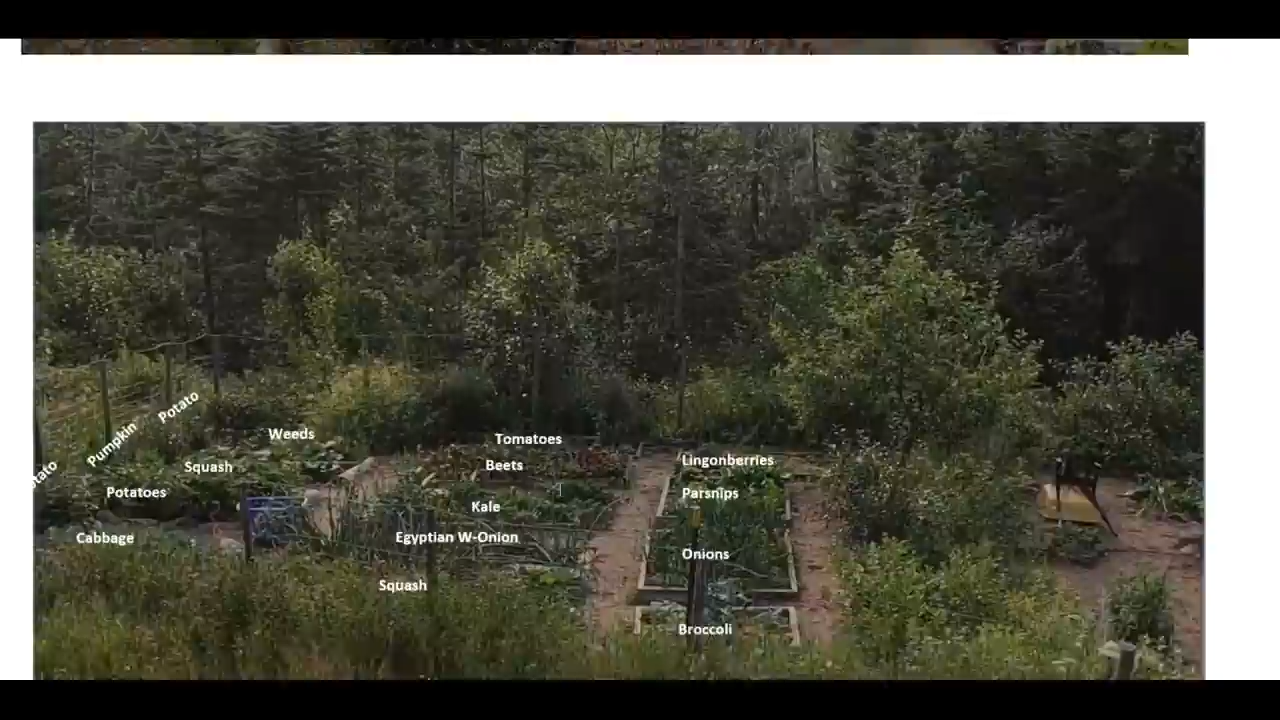 Potato
Weeds
Pumpkin
Tomatoes
Squash
Beets
Lingonberries
Potatoes
Kale
Parsnips
Cabbage
Egyptian W-Onion
Onions
Squash
Broccoli